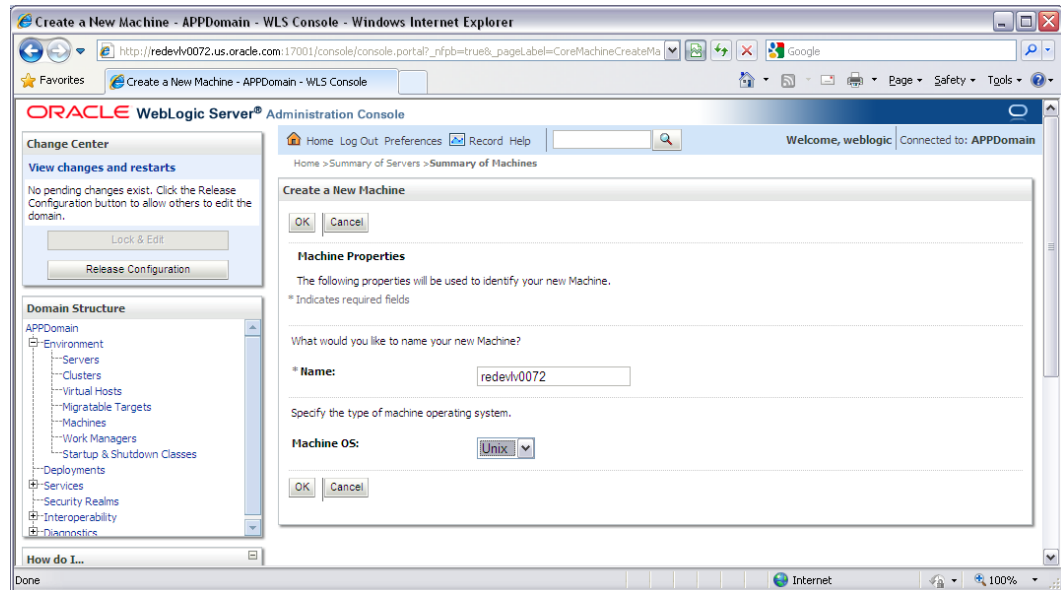 Create a New Machine - APPDomain - WLS Console - Windows Internet Explorer
http://redevlv0072.us.oracle.com:17001/console/console.portal?_nfpb=true&_pageLabel=CoreMachineCreateMa
Google
Favorites
Create a New Machine - APPDomain - WLS Console
Page
Safety
Tools
ORACLE WebLogic Server® Administration Console
Change Center
View changes and restarts
No pending changes exist. Click the Release
Configuration button to allow others to edit the
domain.
Lock & Edit
Release Configuration
Domain Structure
APPDomain
Environment
Servers
Clusters
Virtual Hosts
Migratable Targets
Machines
Work Managers
Startup & Shutdown Classes
Deployments
Services
Security Realms
Interoperability
Diagnostics
How do I...
Home Log Out Preferences Record Help
Welcome, weblogic
Connected to: APPDomain
Home >Summary of Servers >Summary of Machines
Create a New Machine
OK Cancel
Machine Properties
The following properties will be used to identify your new Machine.
* Indicates required fields
What would you like to name your new Machine?
* Name: redevlv0072
Specify the type of machine operating system.
Machine OS: Unix
OK Cancel
Done
Internet
100%